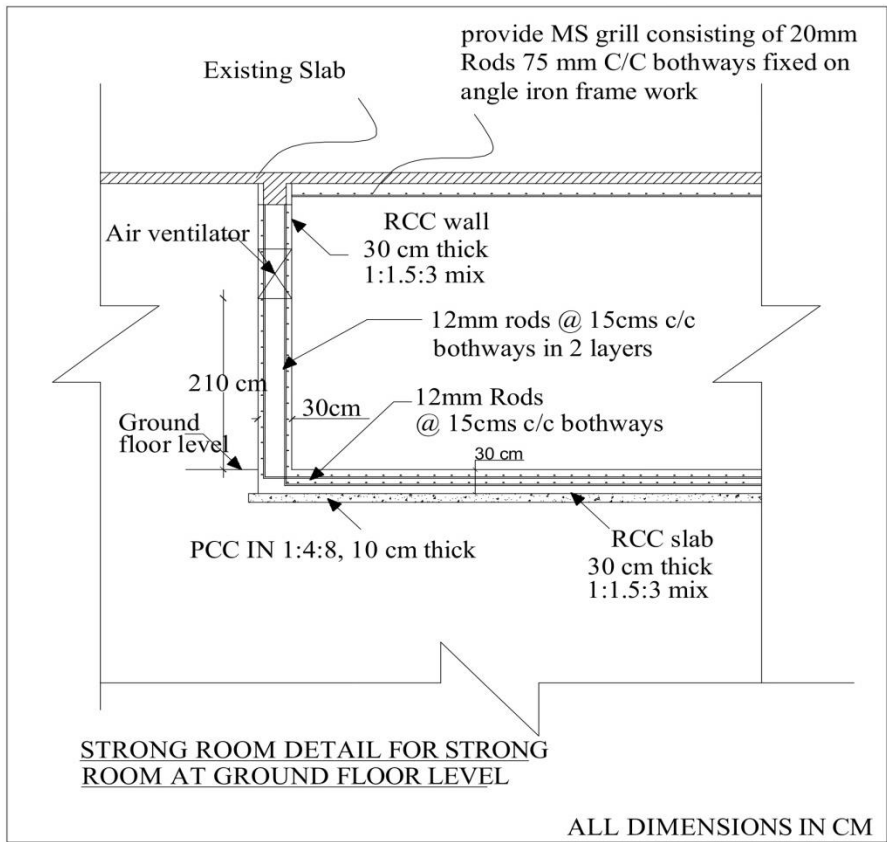 provide MS grill consisting of 20mm
Rods 75 mm C/C bothways fixed on
angle iron frame work
Existing Slab
Air ventilator
RCC wall
30 cm thick
1:1.5:3 mix
12mm rods @ 15cms c/c
bothways in 2 layers
210 cm
12mm Rods
@ 15cms c/c bothways
30cm
Ground
floor level
30 cm
PCC IN 1:4:8, 10 cm thick
RCC slab
30 cm thick
1:1.5:3 mix
STRONG ROOM DETAIL FOR STRONG
ROOM AT GROUND FLOOR LEVEL
ALL DIMENSIONS IN CM